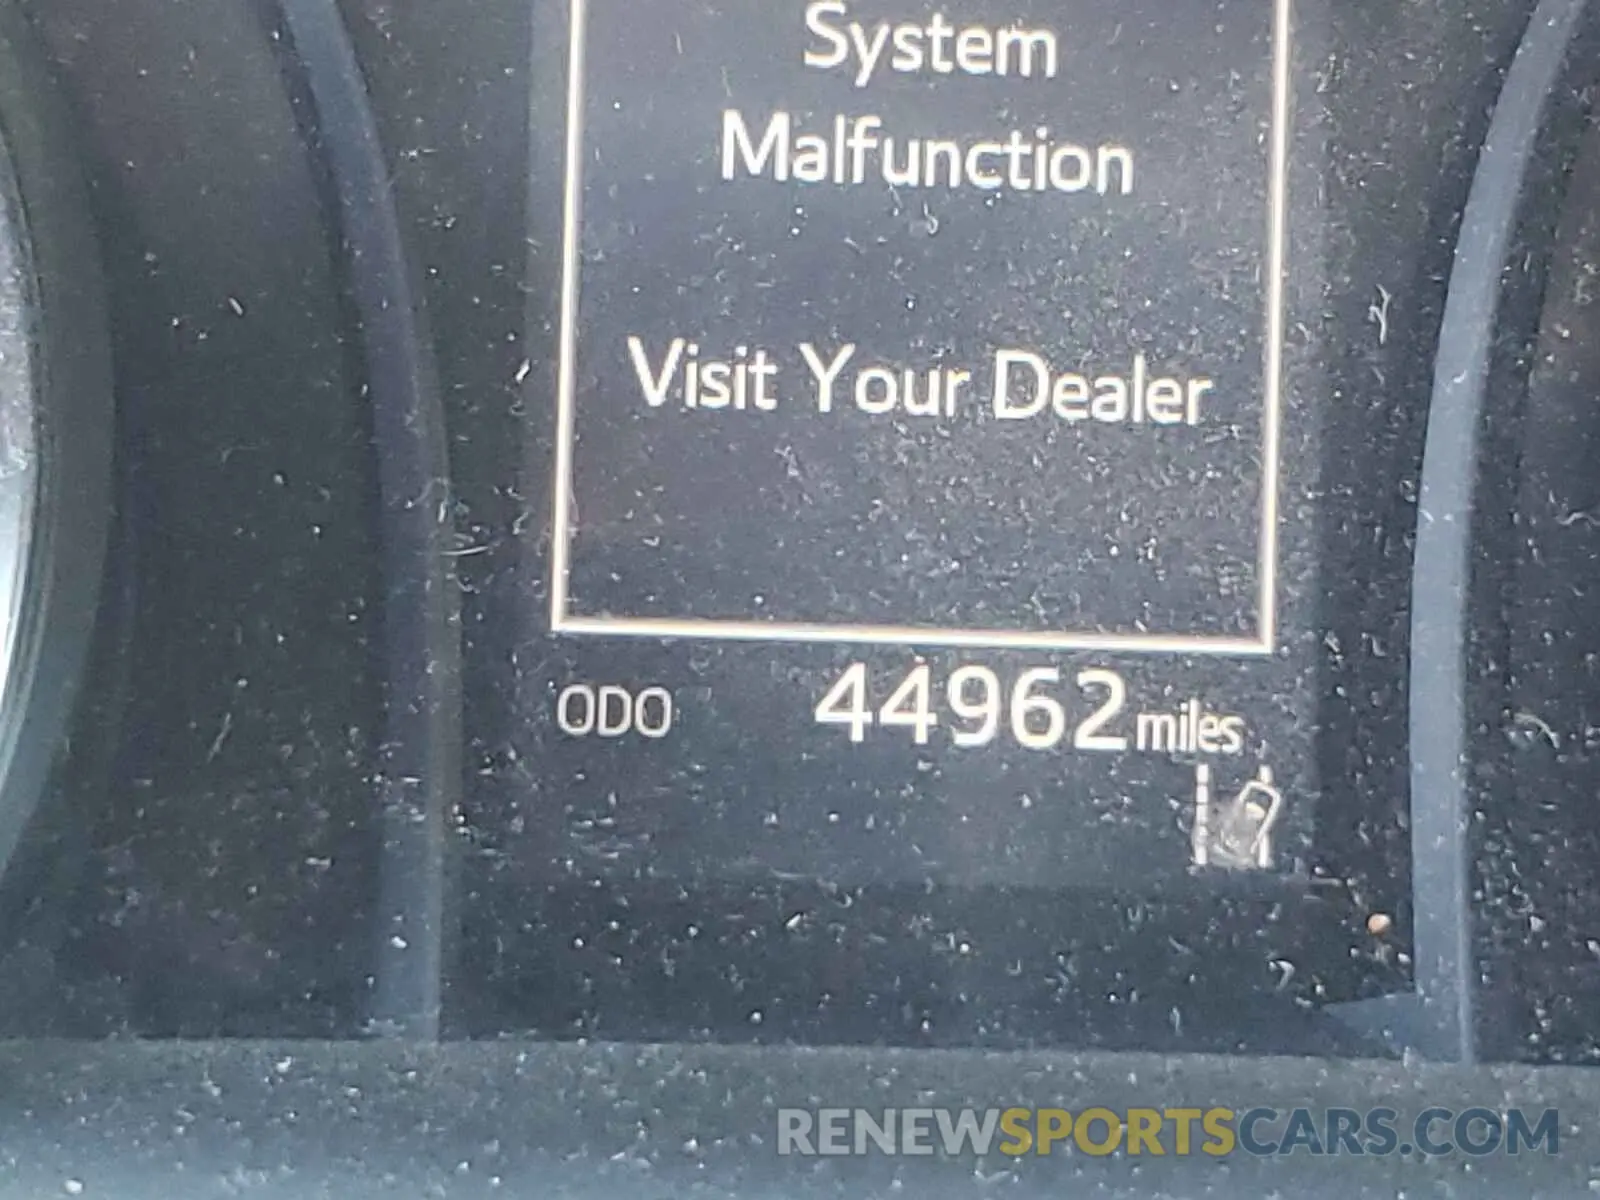 System
Malfunction
Visit Your Dealer
ODO 44962 miles
RENEWSPORTSCARS.COM